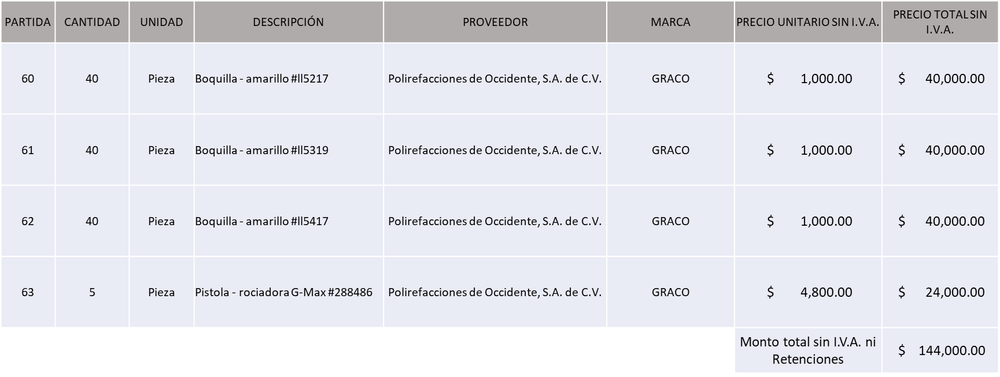 PARTIDA CANTIDAD UNIDAD DESCRIPCIÓN PROVEEDOR MARCA PRECIO UNITARIO SIN I.V.A. PRECIO TOTAL SIN
I.V.A.
60 40 Pieza Boquilla - amarillo #ll5217 Polirefacciones de Occidente, S.A. de C.V. GRACO $ 1,000.00 $ 40,000.00
61 40 Pieza Boquilla - amarillo #ll5319 Polirefacciones de Occidente, S.A. de C.V. GRACO $ 1,000.00 $ 40,000.00
62 40 Pieza Boquilla - amarillo #ll5417 Polirefacciones de Occidente, S.A. de C.V. GRACO $ 1,000.00 $ 40,000.00
63 5 Pieza Pistola - rociadora G-Max #288486 Polirefacciones de Occidente, S.A. de C.V. GRACO $ 4,800.00 $ 24,000.00
Monto total sin I.V.A. ni
Retenciones $ 144,000.00